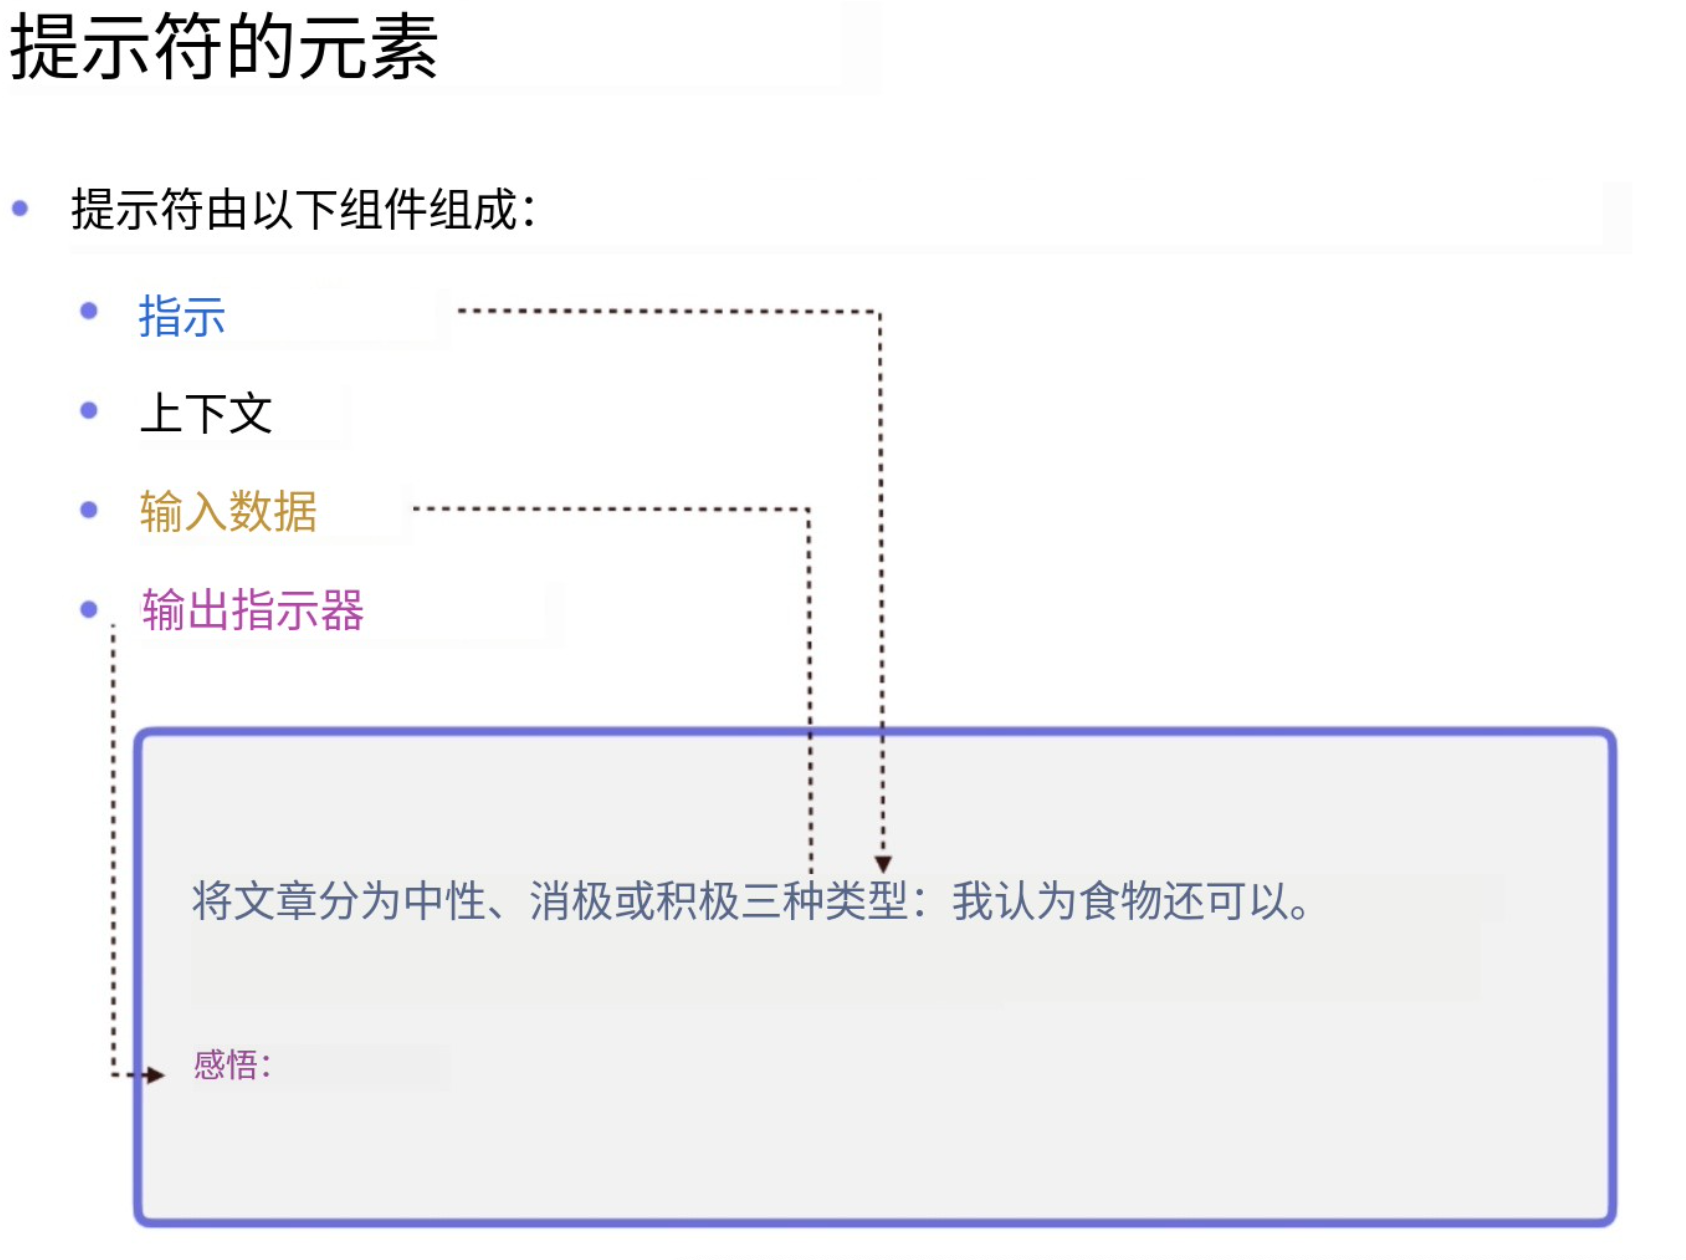 提示符的元素
提示符由以下组件组成：
指示
上下文
输入数据
输出指示器
将文章分为中性、消极或积极三种类型：我认为食物还可以。
感悟：